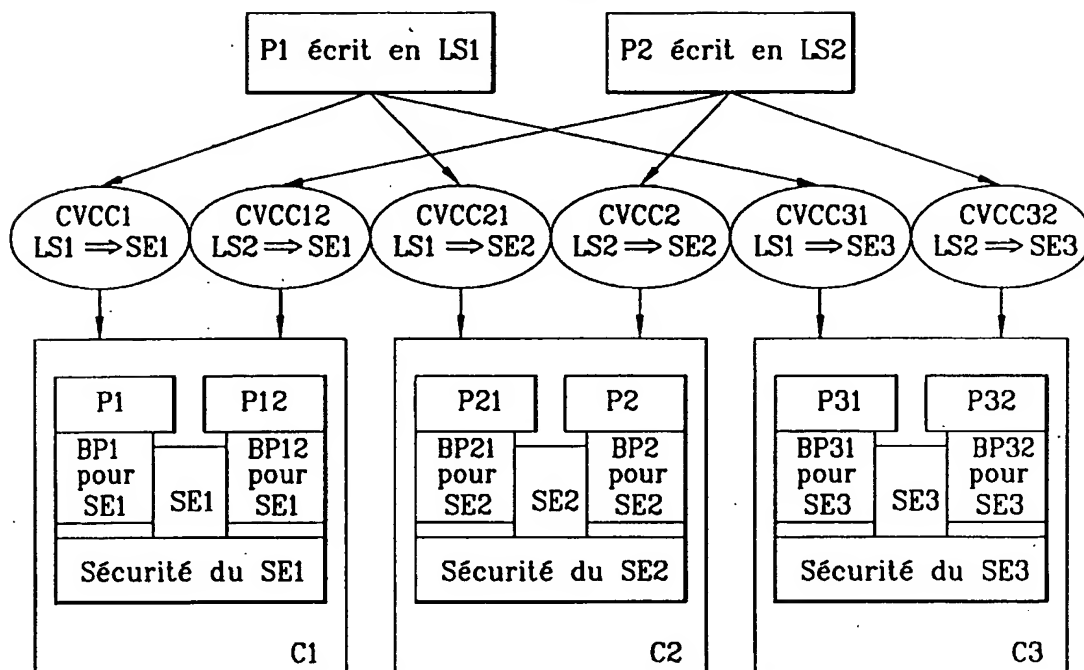 P1 écrit en LS1
P2 écrit en LS2
CVCC1
LS1 ⇒ SE1
CVCC12
LS2 ⇒ SE1
CVCC21
LS1 ⇒ SE2
CVCC2
LS2 ⇒ SE2
CVCC31
LS1 ⇒ SE3
CVCC32
LS2 ⇒ SE3
P1
P12
BP1
pour
SE1
SE1
BP12
pour
SE1
Sécurité du SE1
C1
P21
P2
BP21
pour
SE2
SE2
BP2
pour
SE2
Sécurité du SE2
C2
P31
P32
BP31
pour
SE3
SE3
BP32
pour
SE3
Sécurité du SE3
C3